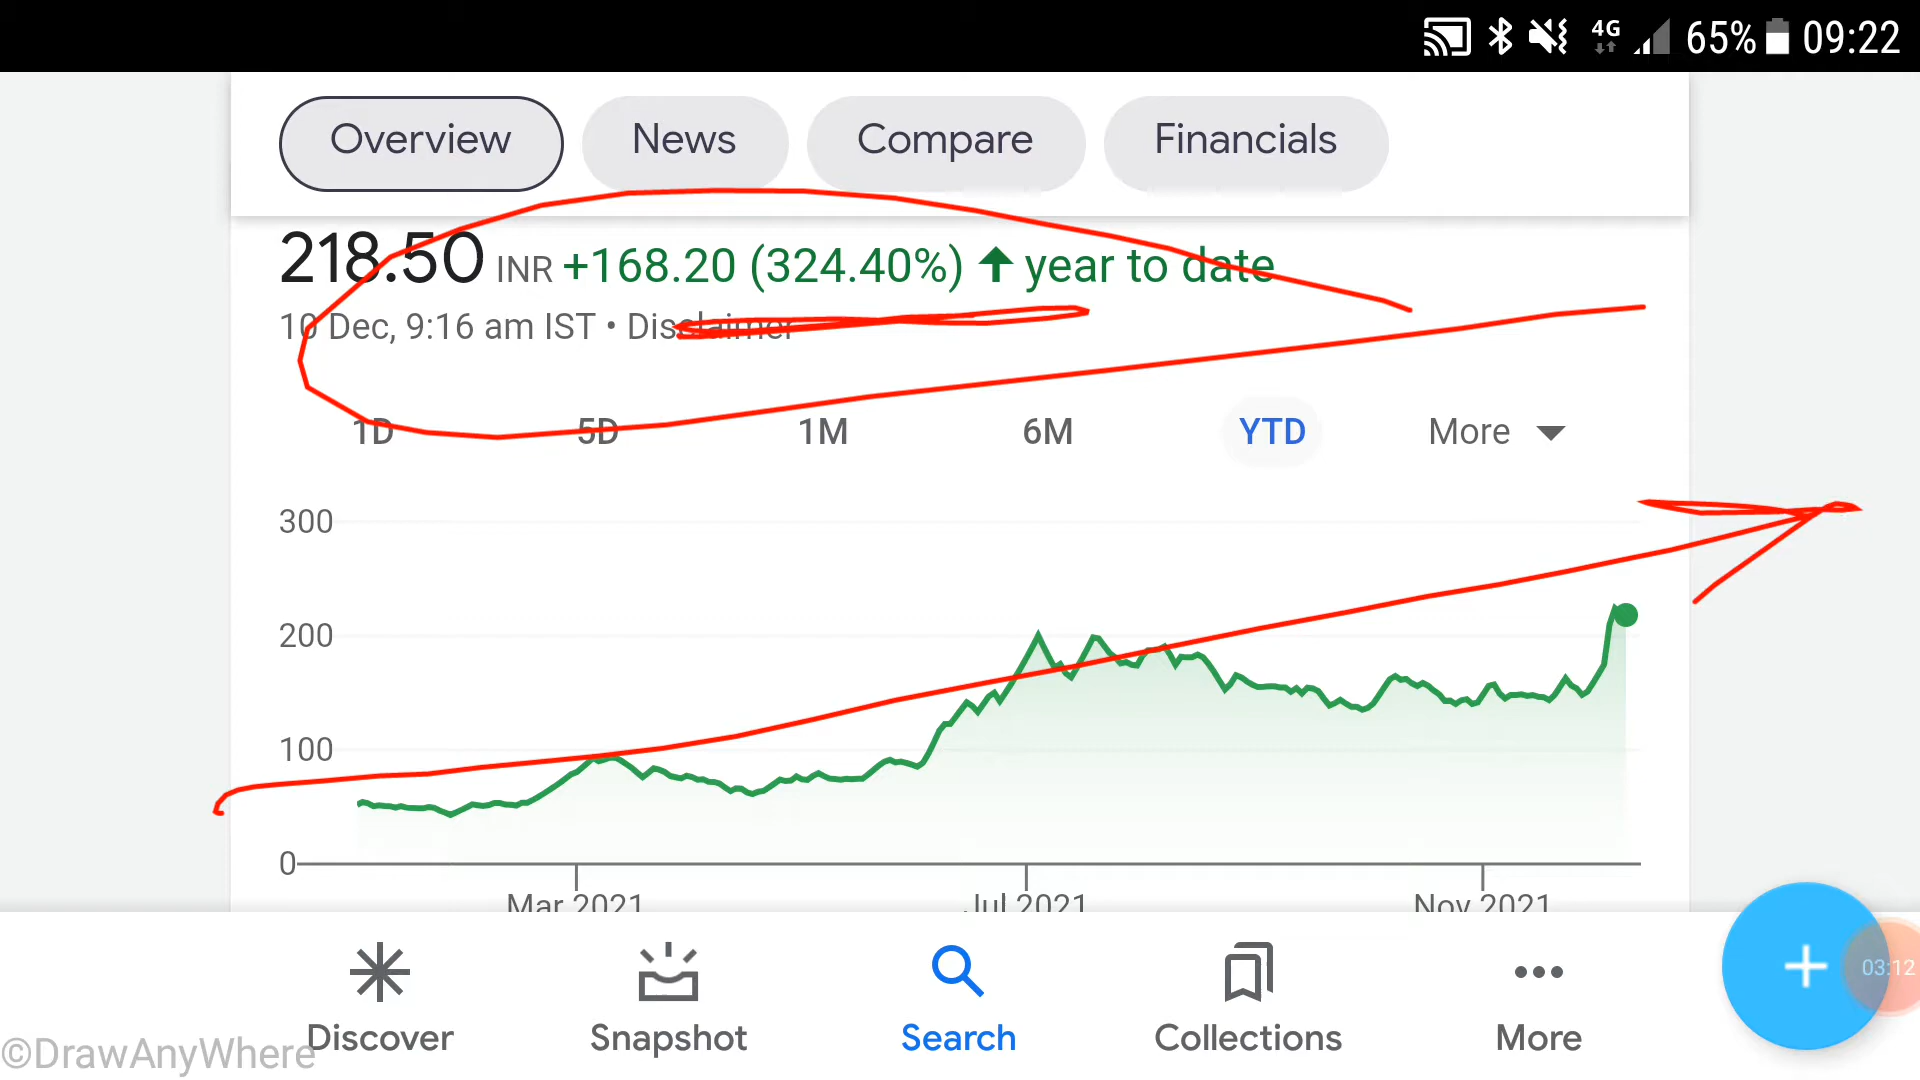 4G 65% 09:22
Overview News Compare Financials
218.50 INR +168.20 (324.40%) year to date
10 Dec, 9:16 am IST • Disclaimer
1D 5D 1M 6M YTD More
300
200
100
0
Mar 2021 Jul 2021 Nov 2021
+ 03:12
Discover Snapshot Search Collections More
©DrawAnyWhere